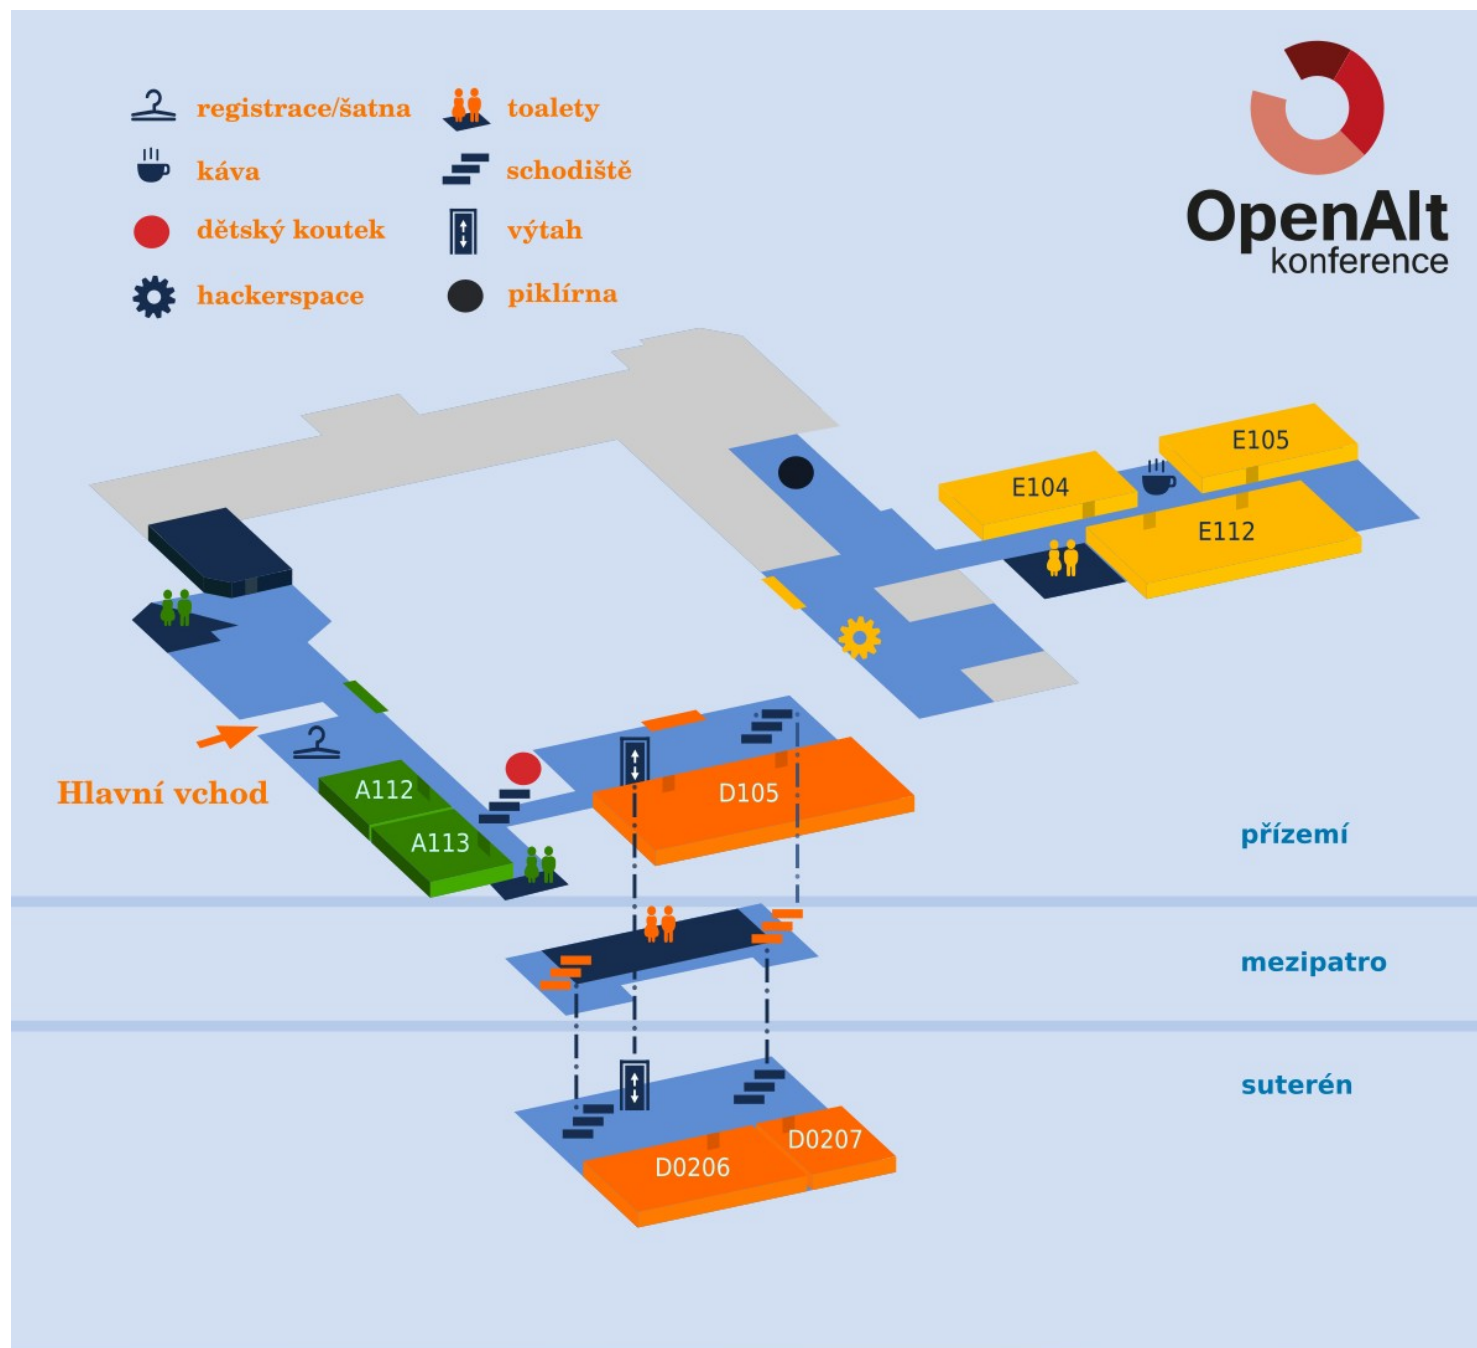 registrace/šatna
toalety
káva
schodiště
dětský koutek
výtah
hackerspace
piklírna
OpenAlt
konference
E105
E104
E112
Hlavní vchod
A112
D105
A113
přízemí
mezipatro
suterén
D0207
D0206